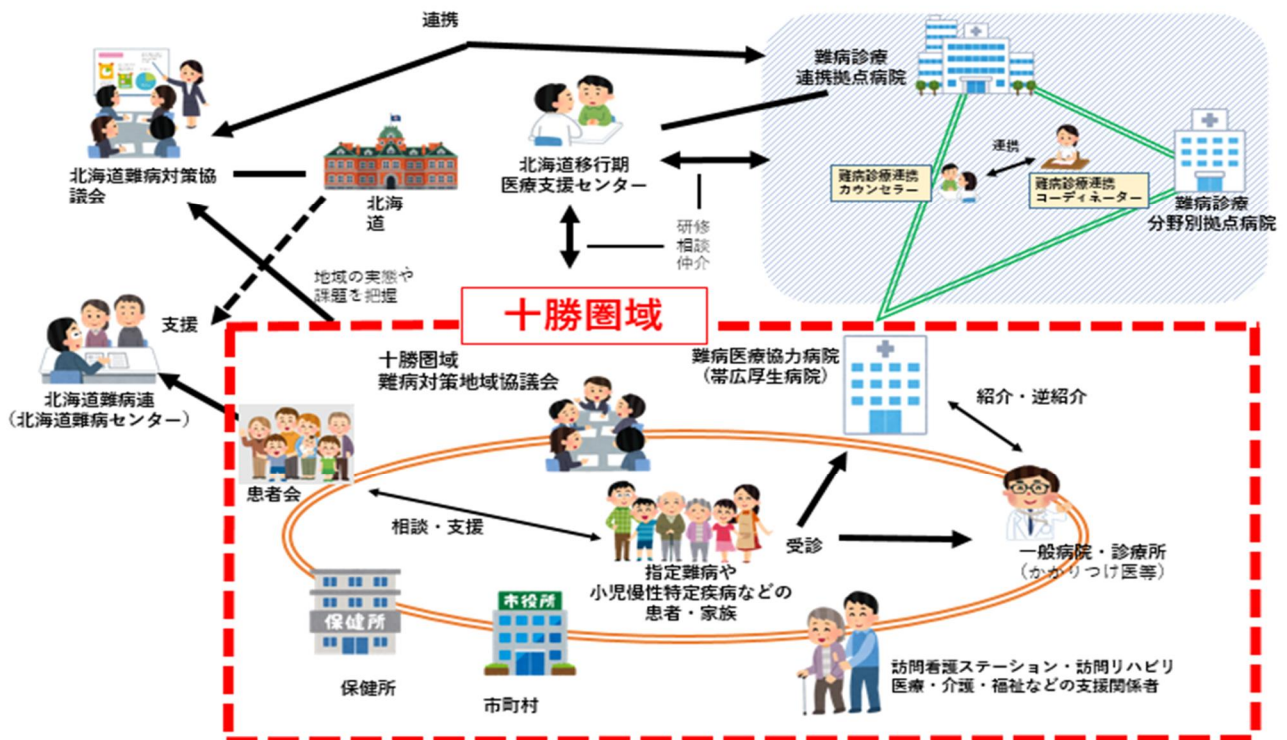 連携
難病診療
連携拠点病院
連携
難病診療連携
カウンセラー
難病診療連携
コーディネーター
難病診療
分野別拠点病院
北海道難病対策協
議会
北海
道
北海道移行期
医療支援センター
研修
相談
仲介
地域の実態や
課題を把握
支援
北海道難病連
（北海道難病センター）
十勝圏域
十勝圏域
難病対策地域協議会
難病医療協力病院
（帯広厚生病院）
紹介・逆紹介
患者会
相談・支援
受診
指定難病や
小児慢性特定疾病などの
患者・家族
一般病院・診療所
（かかりつけ医等）
保健所
保健所
市役所
市町村
訪問看護ステーション・訪問リハビリ
医療・介護・福祉などの支援関係者